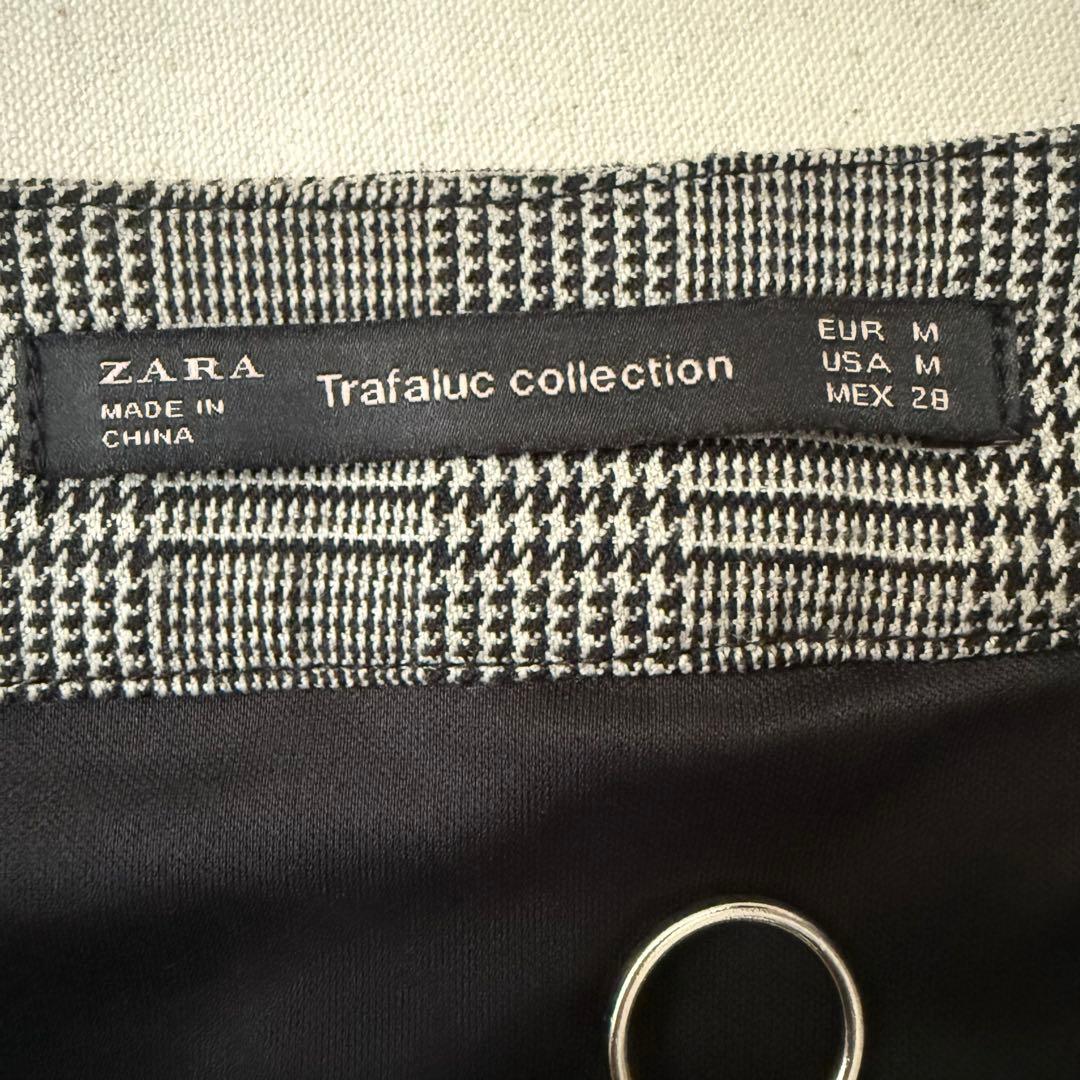 ZARA
MADE IN
CHINA
Trafaluc collection
EUR M
USA M
MEX 28